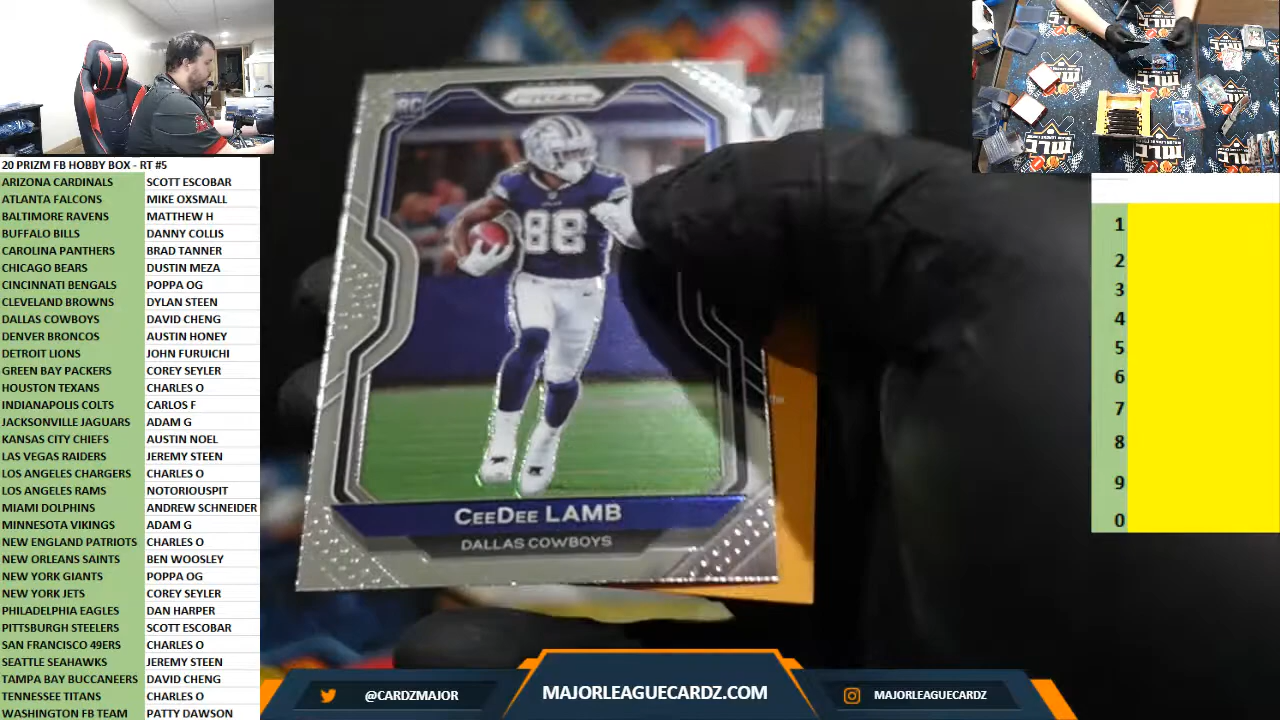 20 PRIZM FB HOBBY BOX - RT #5
ARIZONA CARDINALS SCOTT ESCOBAR
ATLANTA FALCONS MIKE OXSMALL
BALTIMORE RAVENS MATTHEW H
BUFFALO BILLS DANNY COLLIS
CAROLINA PANTHERS BRAD TANNER
CHICAGO BEARS DUSTIN MEZA
CINCINNATI BENGALS POPPA OG
CLEVELAND BROWNS DYLAN STEEN
DALLAS COWBOYS DAVID CHENG
DENVER BRONCOS AUSTIN HONEY
DETROIT LIONS JOHN FURUICHI
GREEN BAY PACKERS COREY SEYLER
HOUSTON TEXANS CHARLES O
INDIANAPOLIS COLTS CARLOS F
JACKSONVILLE JAGUARS ADAM G
KANSAS CITY CHIEFS AUSTIN NOEL
LAS VEGAS RAIDERS JEREMY STEEN
LOS ANGELES CHARGERS CHARLES O
LOS ANGELES RAMS NOTORIOUSPIT
MIAMI DOLPHINS ANDREW SCHNEIDER
MINNESOTA VIKINGS ADAM G
NEW ENGLAND PATRIOTS CHARLES O
NEW ORLEANS SAINTS BEN WOOSLEY
NEW YORK GIANTS POPPA OG
NEW YORK JETS COREY SEYLER
PHILADELPHIA EAGLES DAN HARPER
PITTSBURGH STEELERS SCOTT ESCOBAR
SAN FRANCISCO 49ERS CHARLES O
SEATTLE SEAHAWKS JEREMY STEEN
TAMPA BAY BUCCANEERS DAVID CHENG
TENNESSEE TITANS CHARLES O
WASHINGTON FB TEAM PATTY DAWSON
RC
PRIZM
88
CEEDEE LAMB
DALLAS COWBOYS
1
2
3
4
5
6
7
8
9
0
@CARDZMAJOR
MAJORLEAGUECARDZ.COM
MAJORLEAGUECARDZ